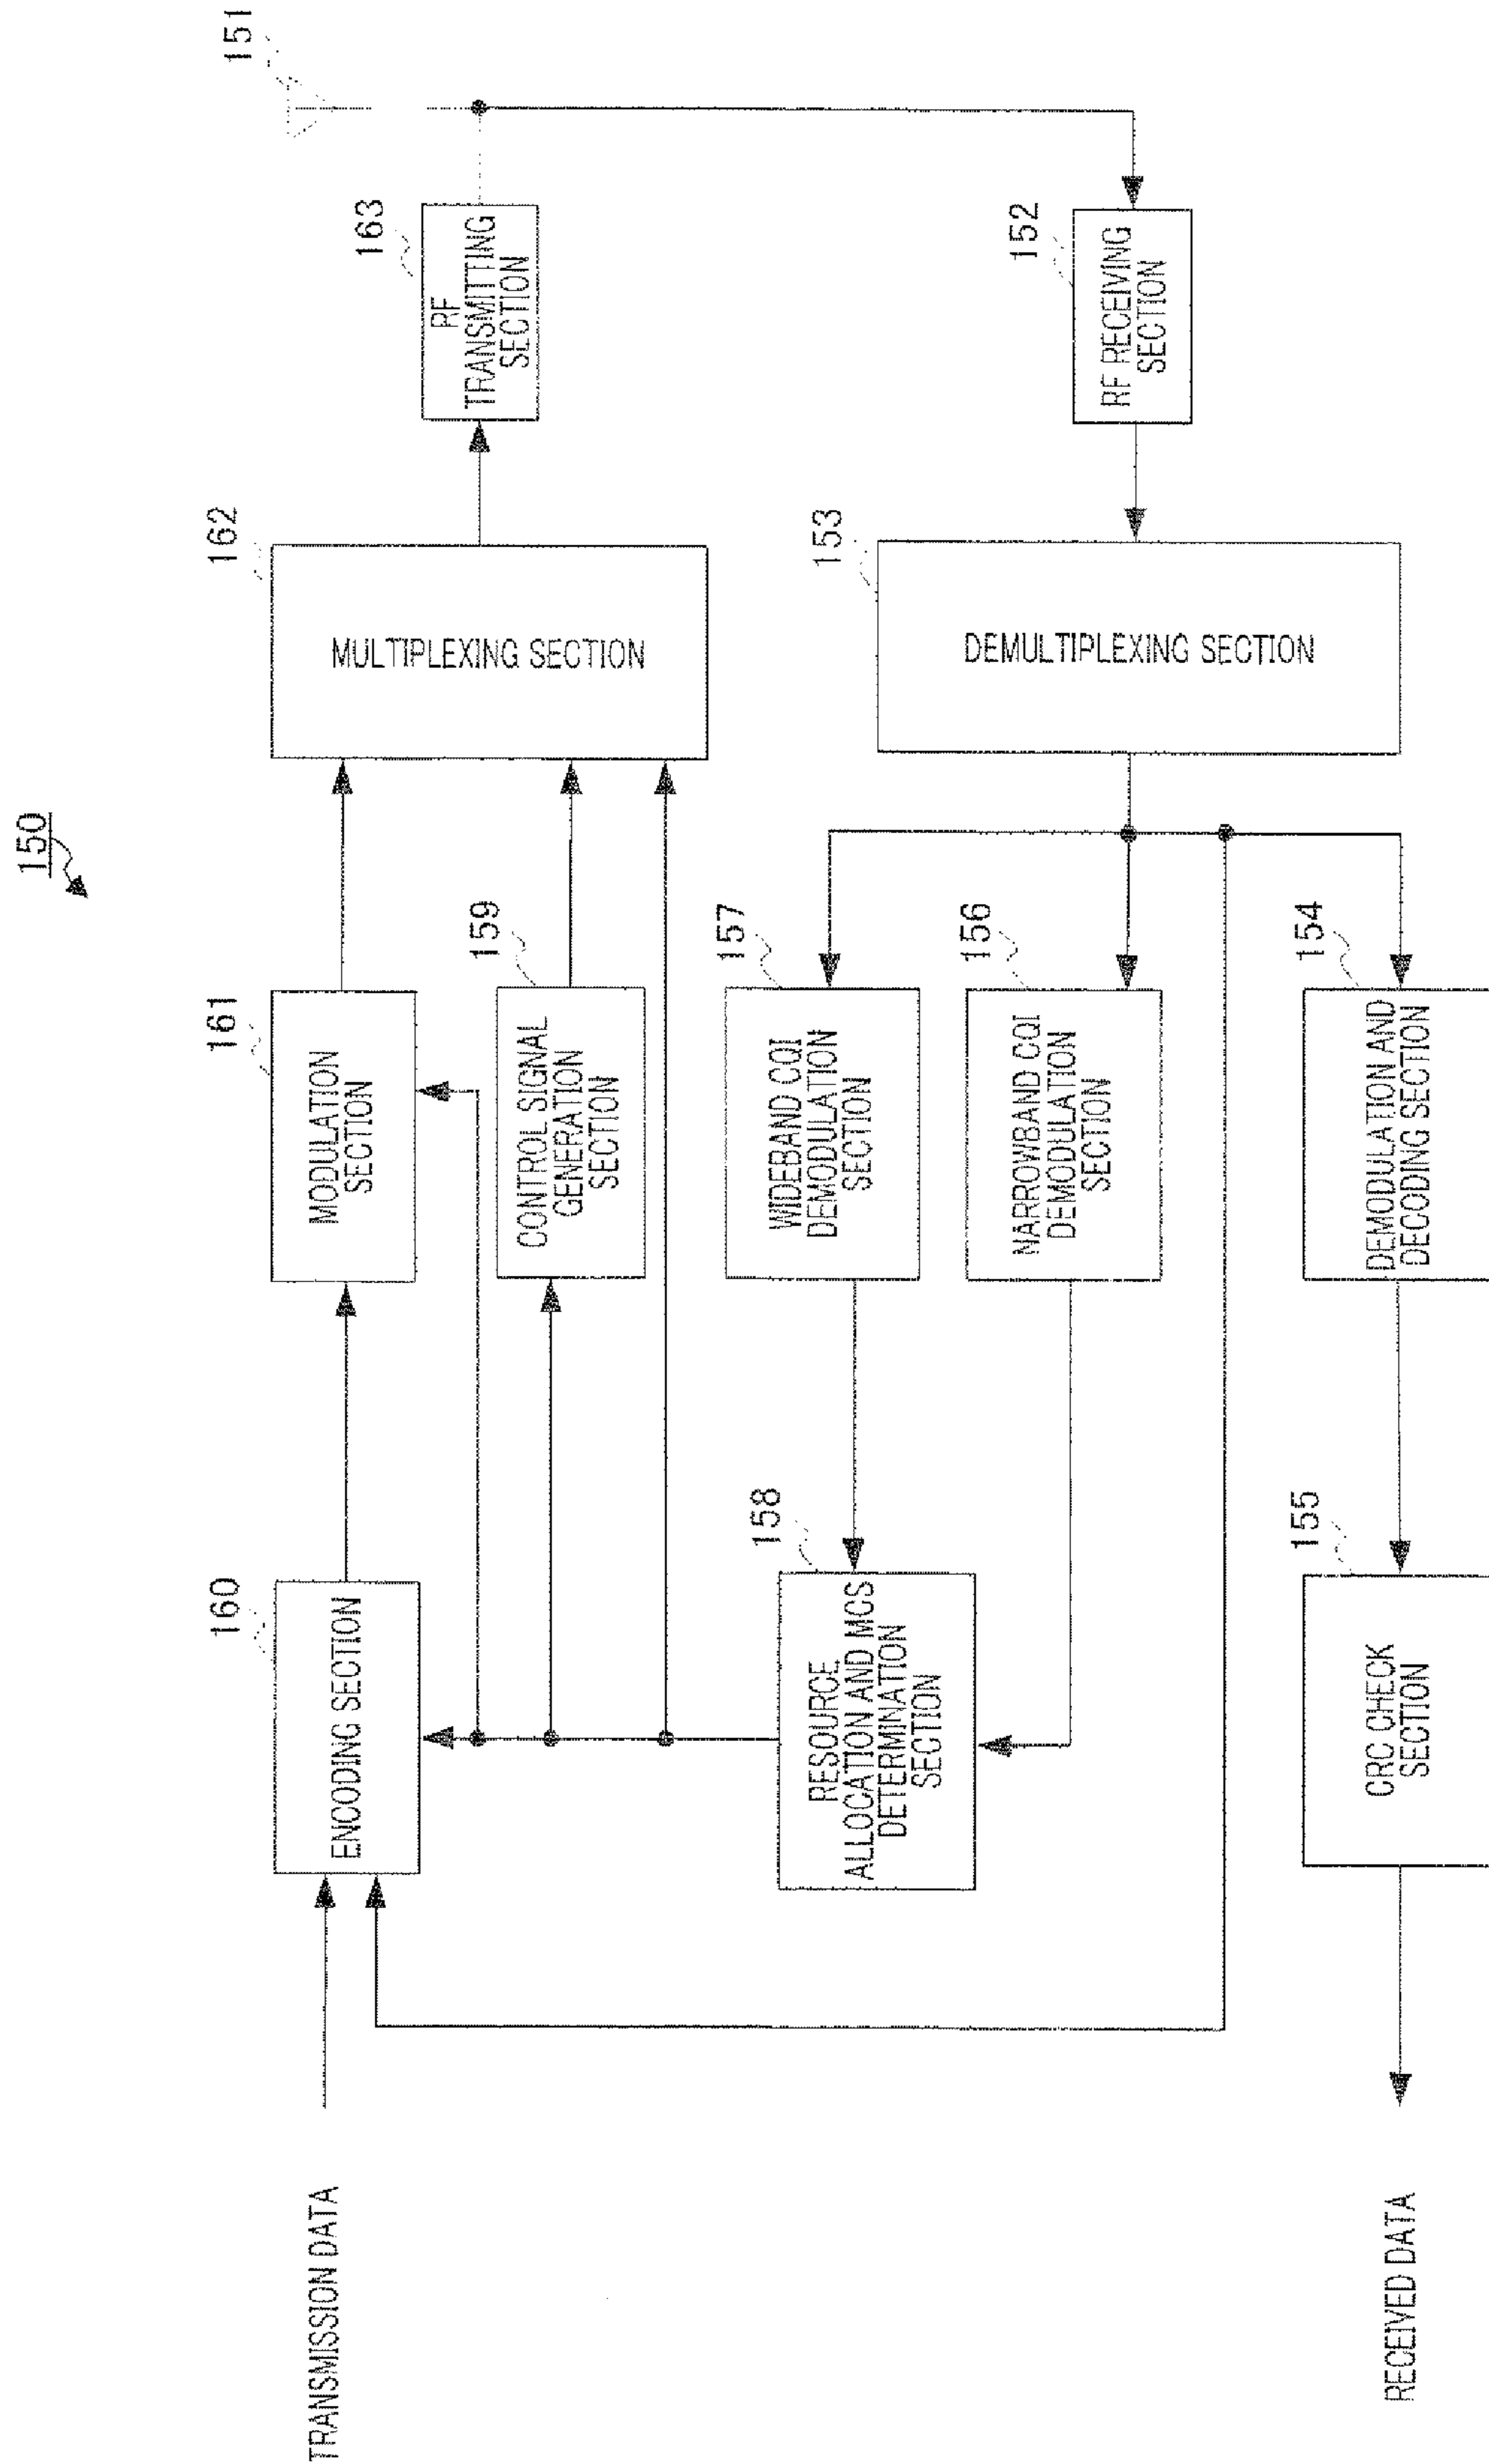 150
TRANSMISSION DATA
160
ENCODING SECTION
161
MODULATION
SECTION
162
MULTIPLEXING SECTION
163
RF
TRANSMITTING
SECTION
151
159
CONTROL SIGNAL
GENERATION
SECTION
158
RESOURCE
ALLOCATION AND MCS
DETERMINATION
SECTION
157
WIDEBAND CQI
DEMODULATION
SECTION
156
NARROWBAND CQI
DEMODULATION
SECTION
153
DEMULTIPLEXING SECTION
152
RF RECEIVING
SECTION
RECEIVED DATA
155
CRC CHECK
SECTION
154
DEMODULATION AND
DECODING SECTION